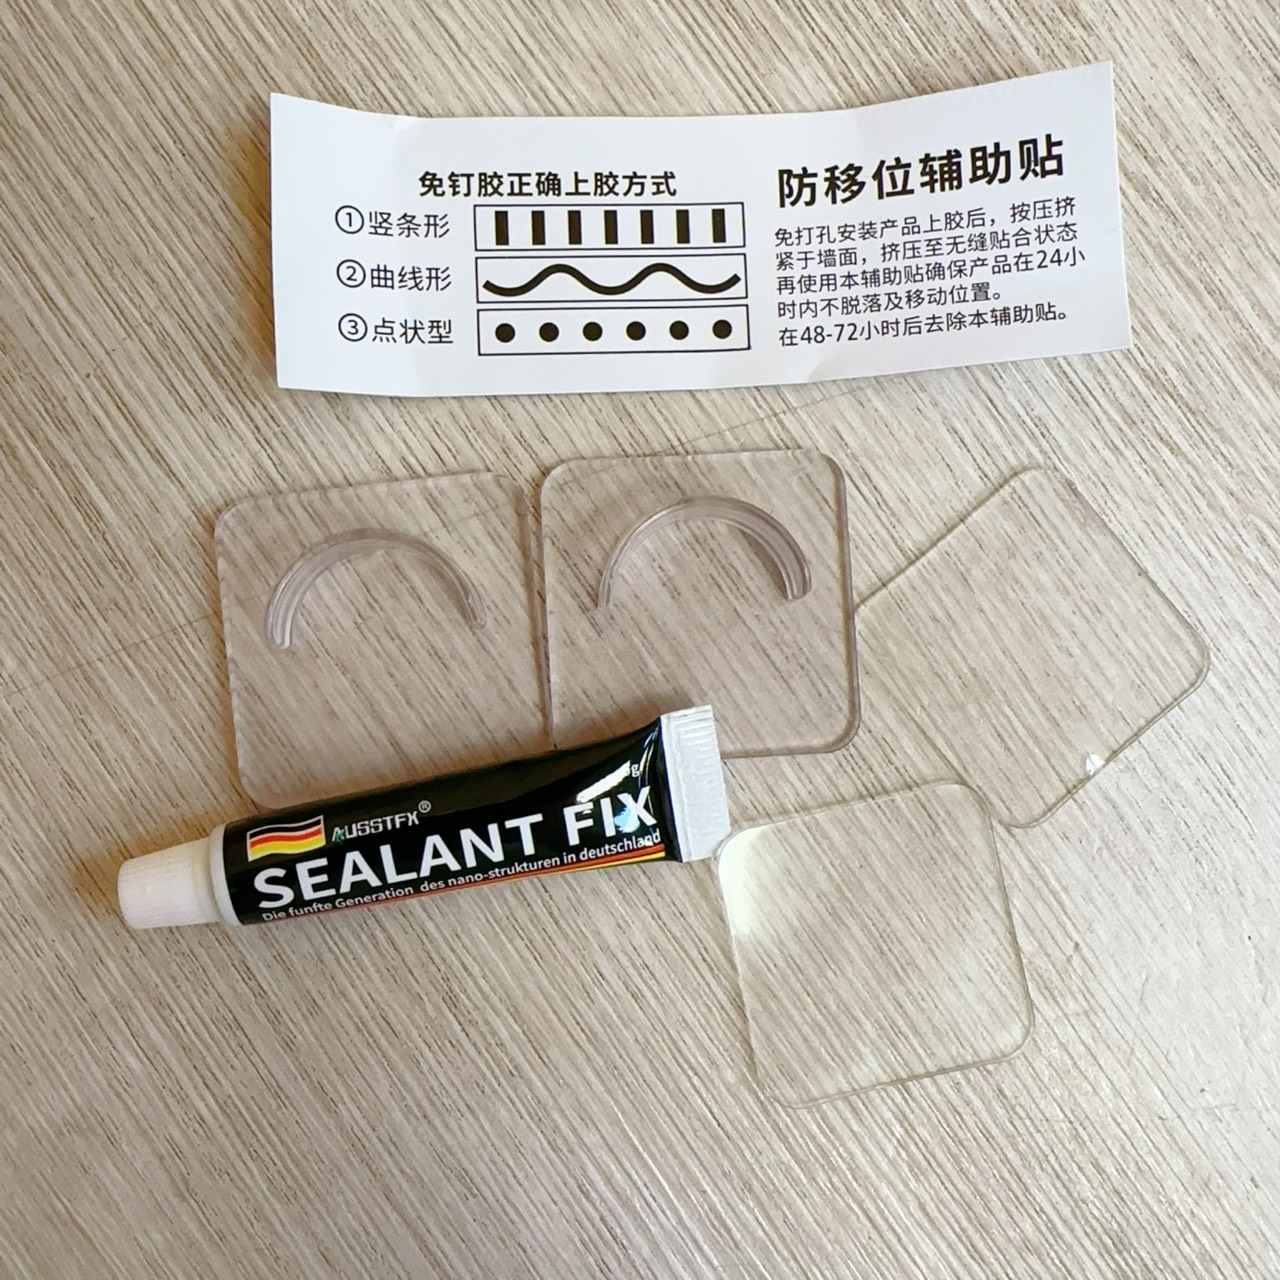 免钉胶正确上胶方式
①竖条形
②曲线形
③点状型
防移位辅助贴
免打孔安装产品上胶后，按压挤
紧于墙面，挤压至无缝贴合状态
再使用本辅助贴确保产品在24小
时内不脱落及移动位置。
在48-72小时后去除本辅助贴。
AUSSTFX®
SEALANT FIX
Die funfte Generation des nano-strukturen in deutschland